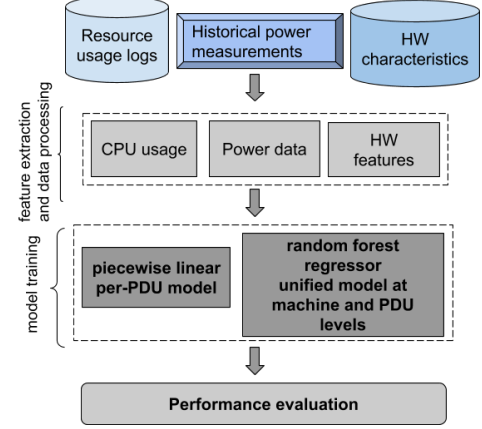 Resource
usage logs
Historical power
measurements
HW
characteristics
feature extraction
and data processing
CPU usage
Power data
HW
features
model training
piecewise linear
per-PDU model
random forest
regressor
unified model at
machine and PDU
levels
Performance evaluation